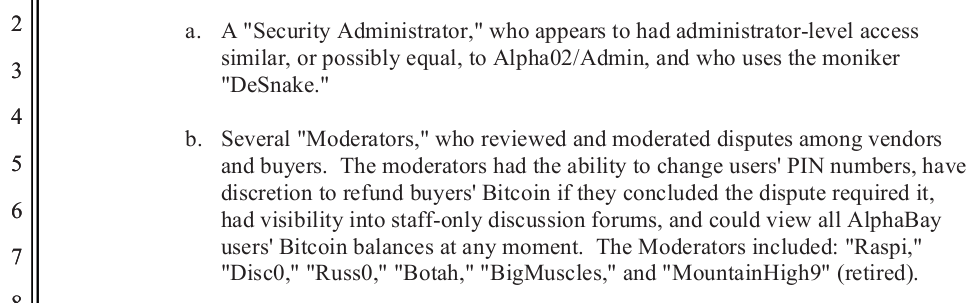 2
a. A "Security Administrator," who appears to had administrator-level access
similar, or possibly equal, to Alpha02/Admin, and who uses the moniker
3
"DeSnake."
4
b. Several "Moderators," who reviewed and moderated disputes among vendors
5
and buyers. The moderators had the ability to change users' PIN numbers, have
discretion to refund buyers' Bitcoin if they concluded the dispute required it,
6
had visibility into staff-only discussion forums, and could view all AlphaBay
users' Bitcoin balances at any moment. The Moderators included: "Raspi,"
7
"Disc0," "Russ0," "Botah," "BigMuscles," and "MountainHigh9" (retired).